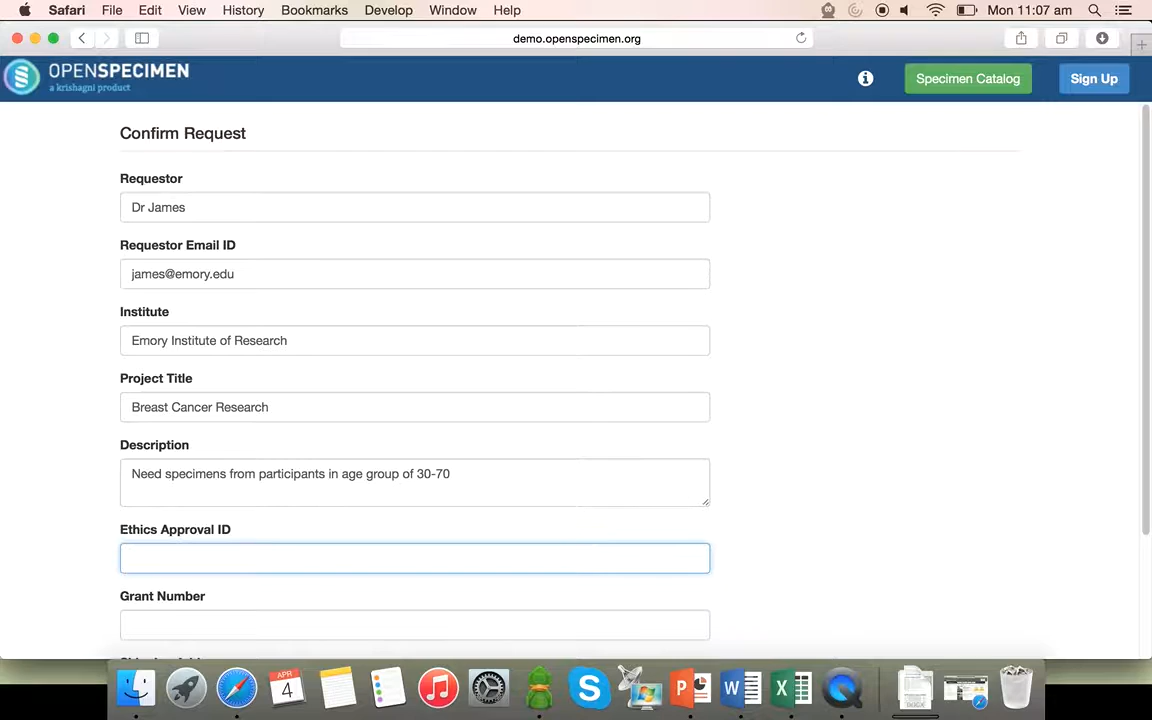 Safari File Edit View History Bookmarks Develop Window Help Mon 11:07 am
demo.openspecimen.org
OPENSPECIMEN
a krishagni product
Specimen Catalog
Sign Up
Confirm Request
Requestor
Dr James
Requestor Email ID
james@emory.edu
Institute
Emory Institute of Research
Project Title
Breast Cancer Research
Description
Need specimens from participants in age group of 30-70
Ethics Approval ID
Grant Number
APR
4